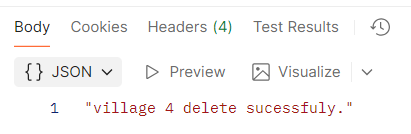 Body Cookies Headers (4) Test Results
{} JSON Preview Visualize
1 "village 4 delete sucessfuly."